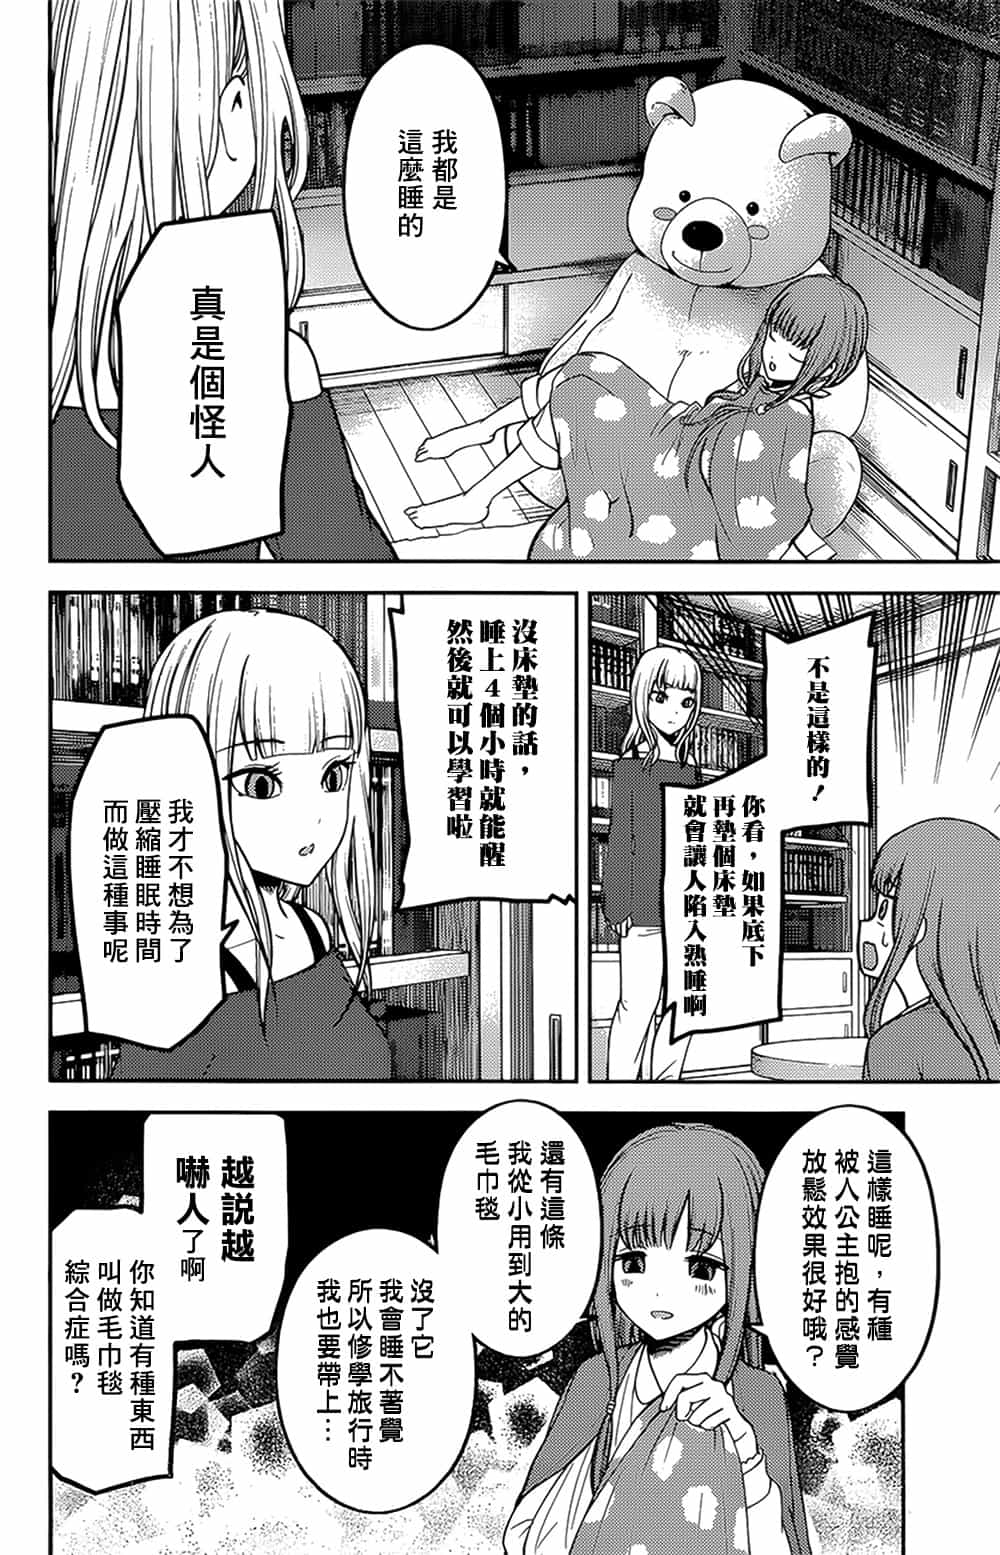 我都是
這麼睡的
真是個怪人
不是這樣的！
你看，如果底下
再墊個床墊
就會讓人陷入熟睡啊
沒床墊的話，
睡上４個小時就能醒
然後就可以學習啦
我才不想為了
壓縮睡眠時間
而做這種事呢
這樣睡呢，有種
被人公主抱的感覺
放鬆效果很好哦？
還有這條
我從小用到大的
毛巾毯
沒了它
我會睡不著覺
所以修學旅行時
我也要帶上…
越説越
嚇人了啊
你知道有種東西
叫做毛巾毯
綜合症嗎？